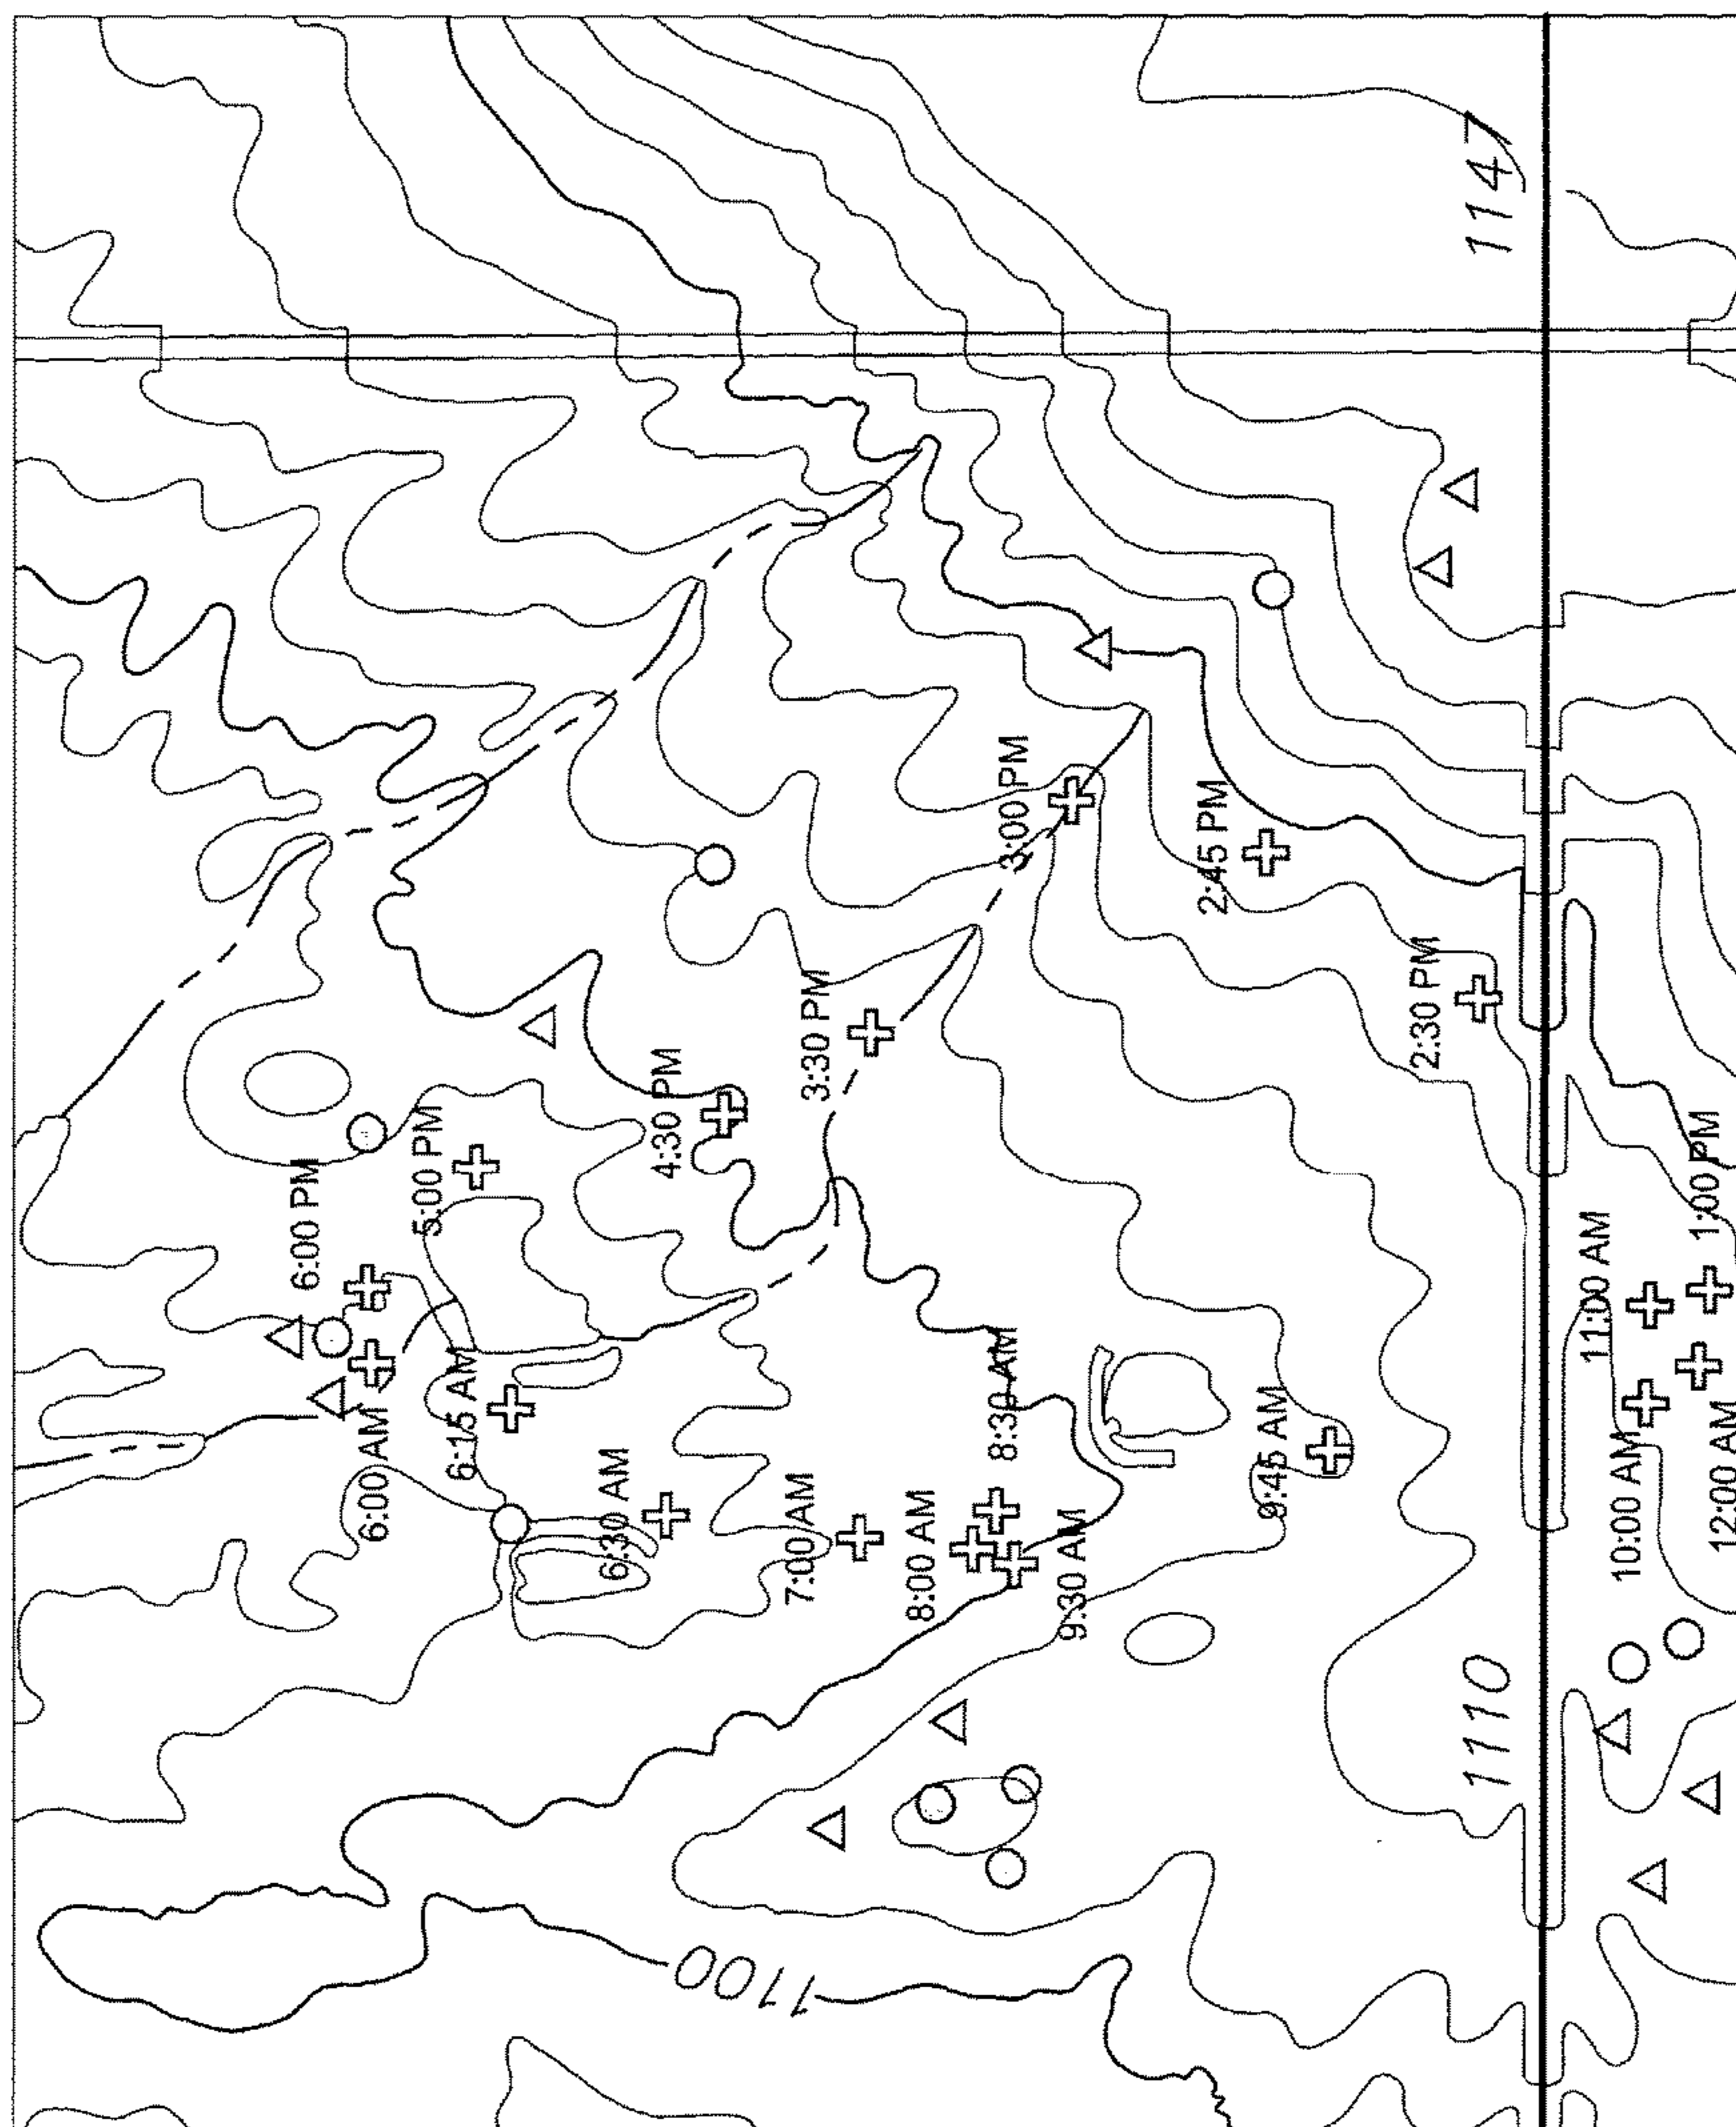 1147
3:00 PM
2:45 PM
2:30 PM
3:30 PM
4:30 PM
5:00 PM
6:00 PM
1:00 PM
11:00 AM
6:15 AM
8:30 AM
6:00 AM
9:45 AM
6:30 AM
10:00 AM
12:00 AM
7:00 AM
8:00 AM
9:30 AM
1110
1100